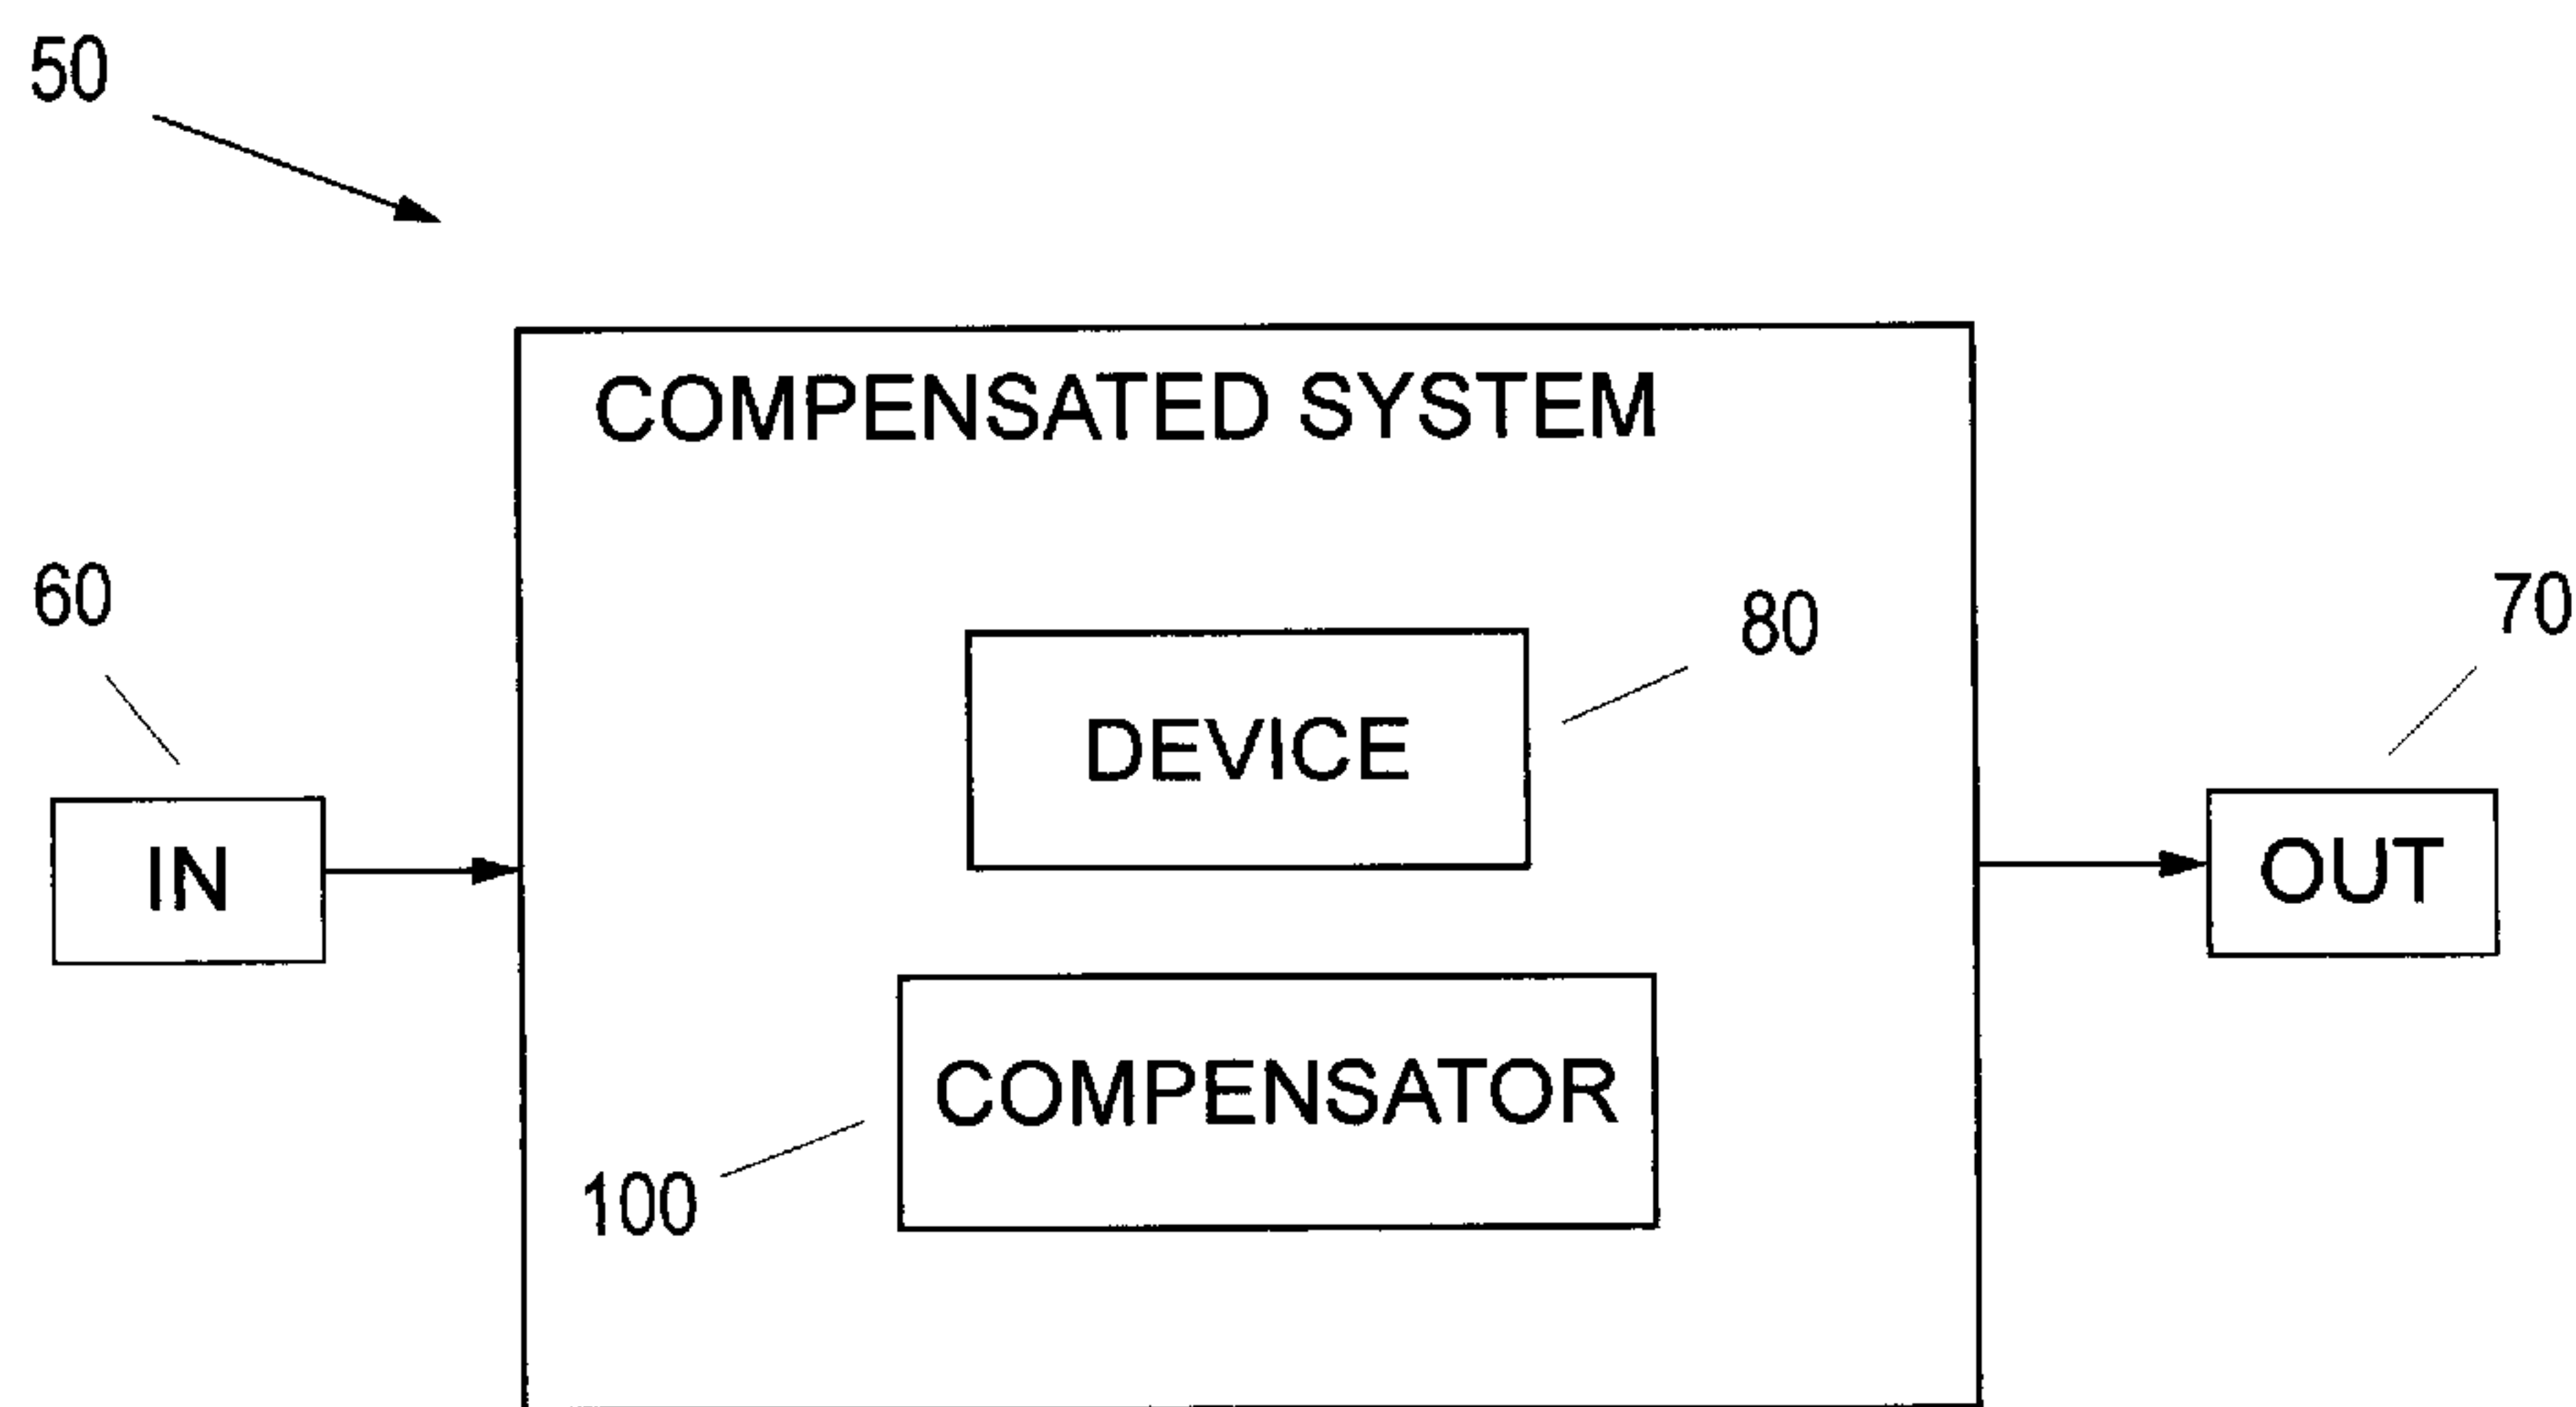 50
COMPENSATED SYSTEM
60
80
70
DEVICE
IN
OUT
COMPENSATOR
100